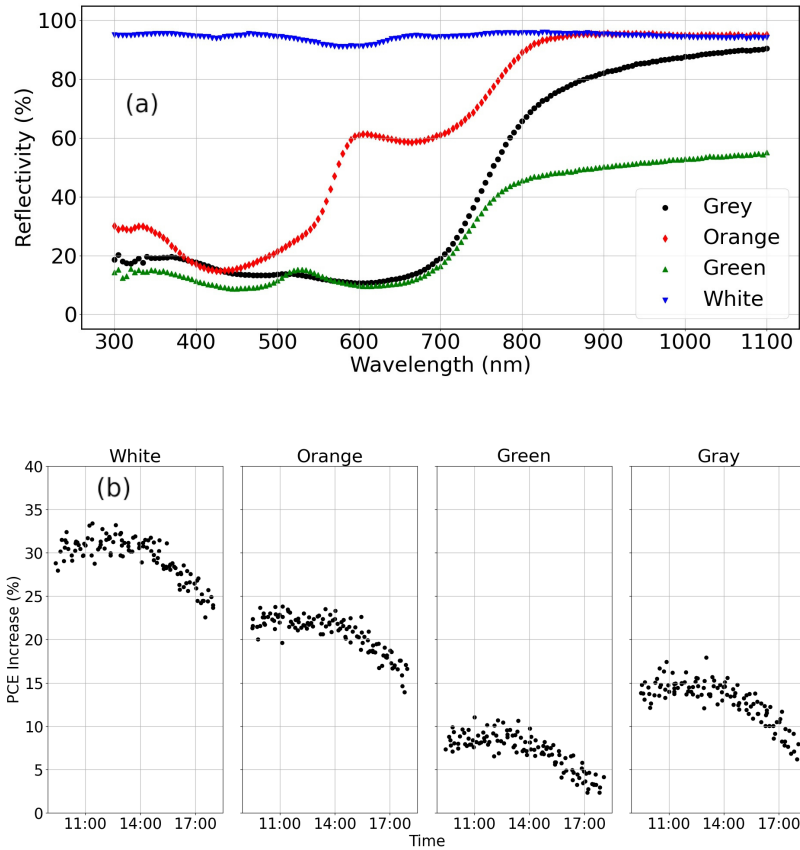 100
80
60
40
20
0
Reflectivity (%)
(a)
Grey
Orange
Green
White
300 400 500 600 700 800 900 1000 1100
Wavelength (nm)
White Orange Green Gray
(b)
40
35
30
25
20
15
10
5
0
PCE Increase (%)
11:00 14:00 17:00 11:00 14:00 17:00 11:00 14:00 17:00 11:00 14:00 17:00
Time